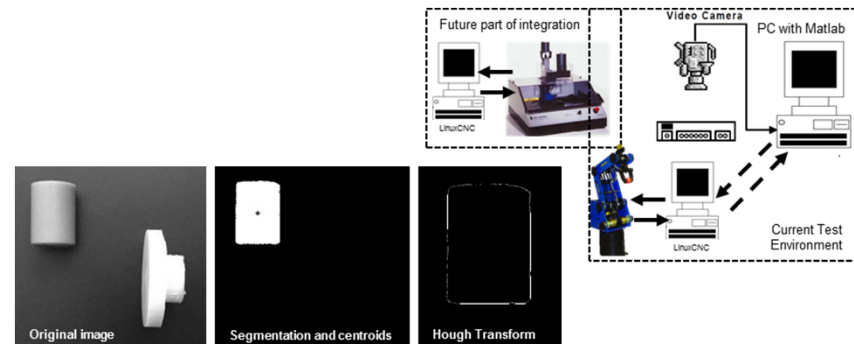 Video Camera
Future part of integration
PC with Matlab
LinuxCNC
LinuxCNC
Current Test
Environment
Original image
Segmentation and centroids
Hough Transform